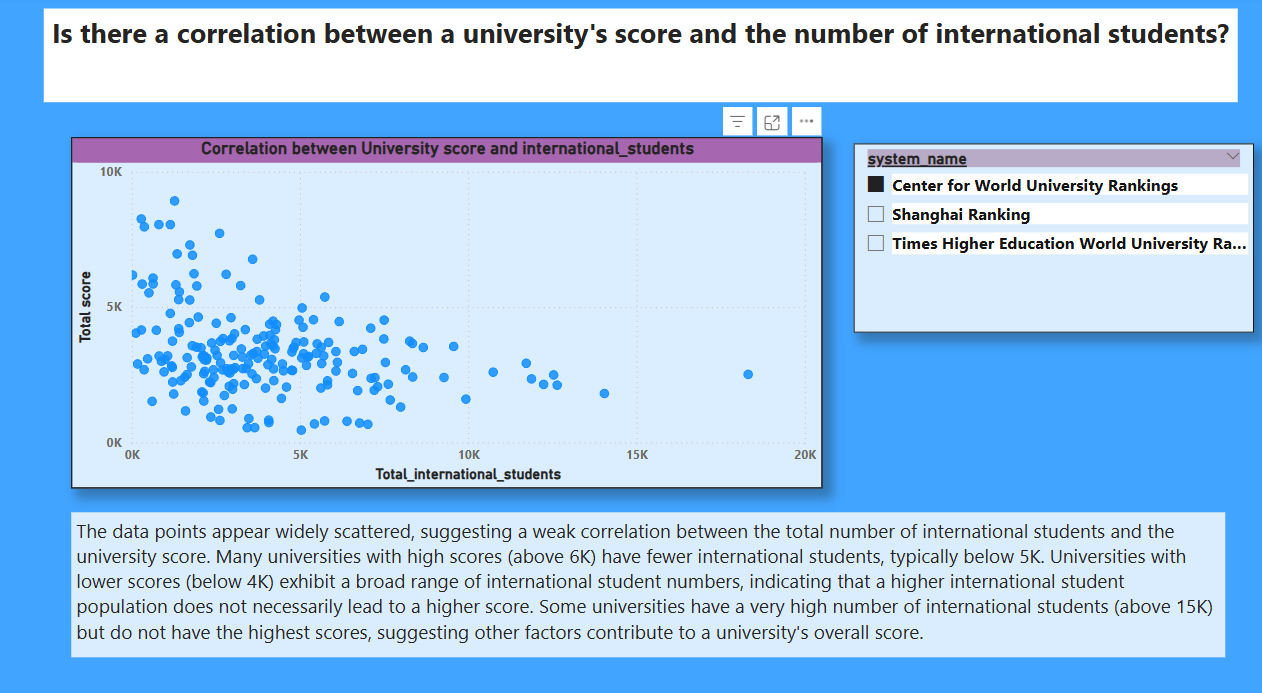 Is there a correlation between a university's score and the number of international students?
Correlation between University score and international_students
10K
5K
0K
Total score
0K
5K
10K
15K
20K
Total_international_students
system_name
Center for World University Rankings
Shanghai Ranking
Times Higher Education World University Ra...
The data points appear widely scattered, suggesting a weak correlation between the total number of international students and the
university score. Many universities with high scores (above 6K) have fewer international students, typically below 5K. Universities with
lower scores (below 4K) exhibit a broad range of international student numbers, indicating that a higher international student
population does not necessarily lead to a higher score. Some universities have a very high number of international students (above 15K)
but do not have the highest scores, suggesting other factors contribute to a university's overall score.